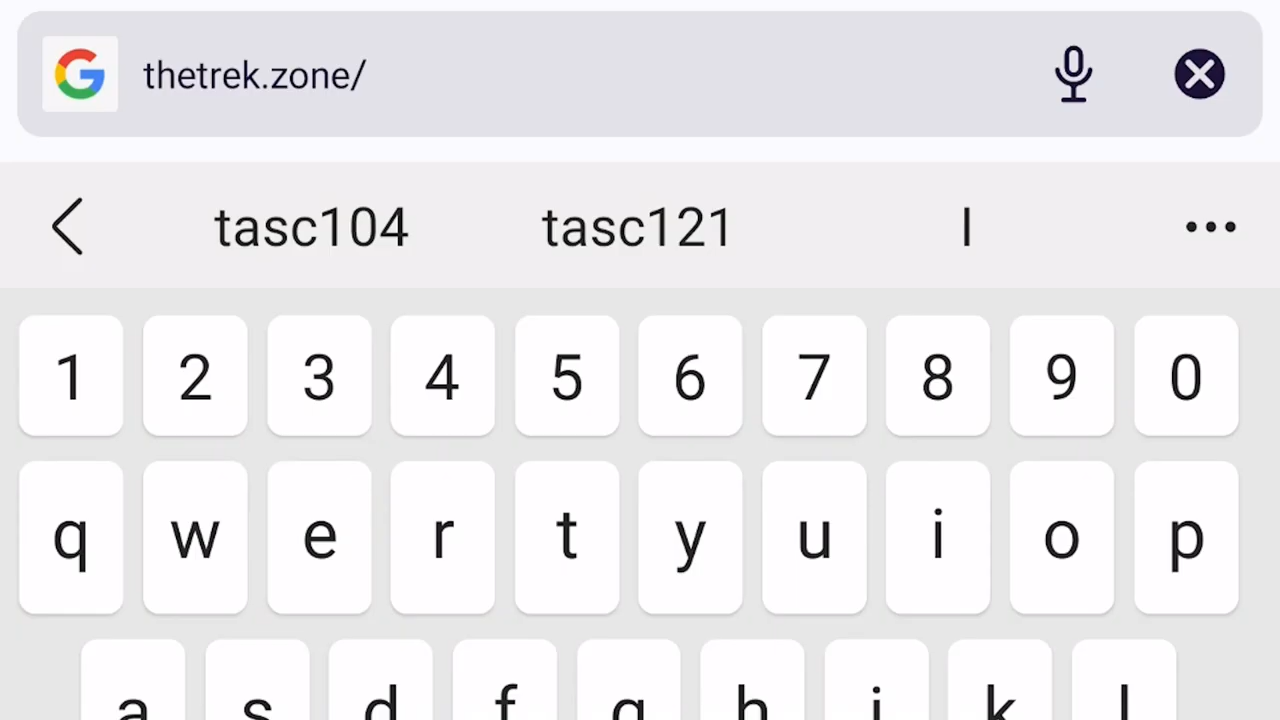 thetrek.zone/
tasc104 tasc121 I
1 2 3 4 5 6 7 8 9 0
q w e r t y u i o p
a s d f g h j k l